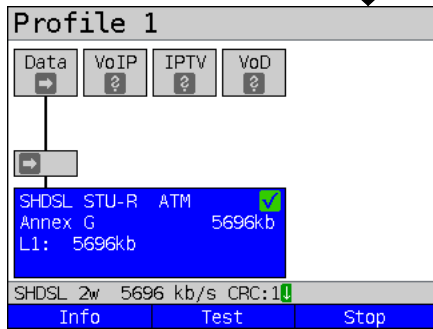 Profile 1
Data VoIP IPTV VoD
? ? ?
SHDSL STU-R ATM
Annex G 5696kb
L1: 5696kb
SHDSL 2w 5696 kb/s CRC:1
Info Test Stop